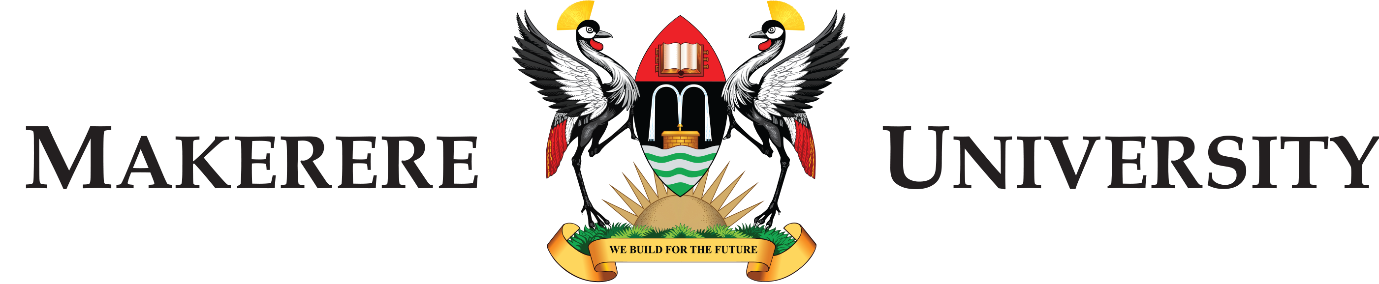 MAKERERE UNIVERSITY
WE BUILD FOR THE FUTURE